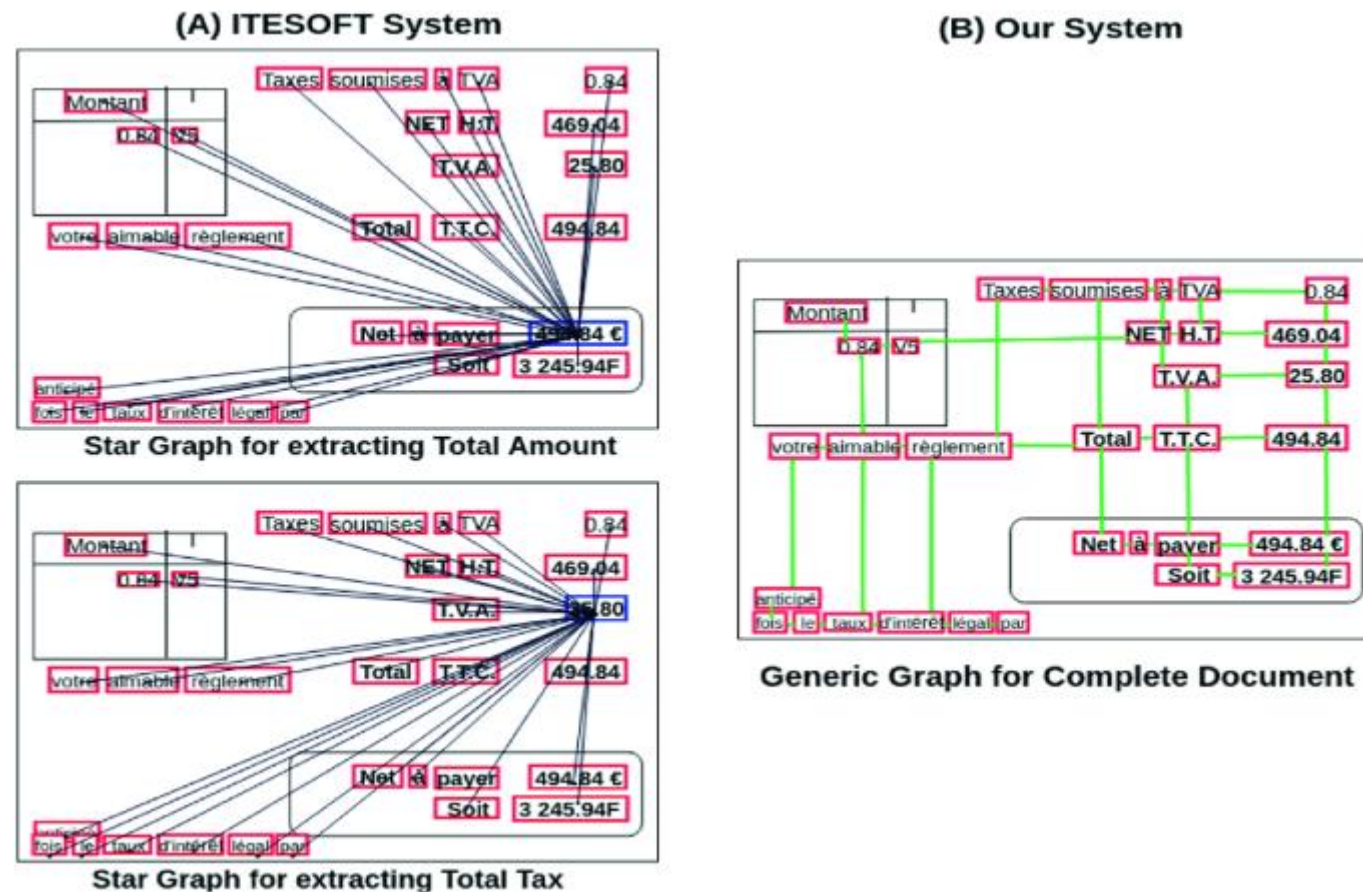 (A) ITESOFT System
Taxes soumises à TVA 0.84
Montant
NET H.T. 469.04
0.84 V5
T.V.A. 25.80
Total T.T.C. 494.84
votre aimable règlement
Net à payer 494.84 €
Soit 3 245.94F
anticipé
fois le taux d'intérêt légal par
Star Graph for extracting Total Amount
Taxes soumises à TVA 0.84
Montant
NET H.T. 469.04
0.84 V5
T.V.A. 25.80
Total T.T.C. 494.84
votre aimable règlement
Net à payer 494.84 €
Soit 3 245.94F
anticipé
fois le taux d'intérêt légal par
Star Graph for extracting Total Tax
(B) Our System
Taxes soumises à TVA 0.84
Montant
NET H.T. 469.04
0.84 V5
T.V.A. 25.80
Total T.T.C. 494.84
votre aimable règlement
Net à payer 494.84 €
Soit 3 245.94F
anticipé
fois le taux d'intérêt légal par
Generic Graph for Complete Document